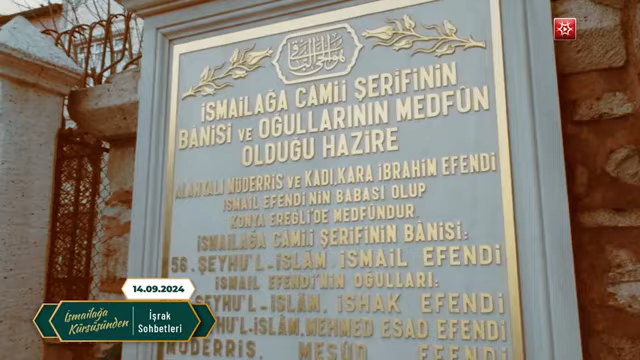 İSMAİLAĞA CAMİİ ŞERİFİNİN
BANİSİ VE OĞULLARININ MEDFÛN
OLDUĞU HAZİRE
ALANYALI MÜDERRİS VE KADI KARA İBRAHİM EFENDİ
İSMAİL EFENDİ'NİN BABASI OLUP
KONYA EREĞLİ'DE MEDFÛNDUR.
İSMAİLAĞA CAMİ.İ ŞERİFİNİN BÂNİSİ:
56. ŞEYHU'L-İSLÂM, İSMAİL EFENDİ
İSMAİL EFENDİ'NİN OĞULLARI:
ŞEYHU'L-İSLÂM, İSHAK EFENDİ
ŞEYHU'L-İSLÂM, MEHMED ESAD EFENDİ
MÜDERRİS, MESÛD EFENDİ
14.09.2024
İsmailağa
Kürsüsünden
İşrak
Sohbetleri